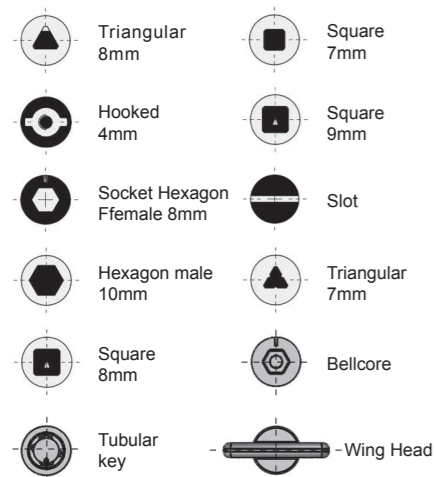 Triangular
8mm
Square
7mm
Hooked
4mm
Square
9mm
Socket Hexagon
Ffemale 8mm
Slot
Hexagon male
10mm
Triangular
7mm
Square
8mm
Bellcore
Tubular
key
Wing Head